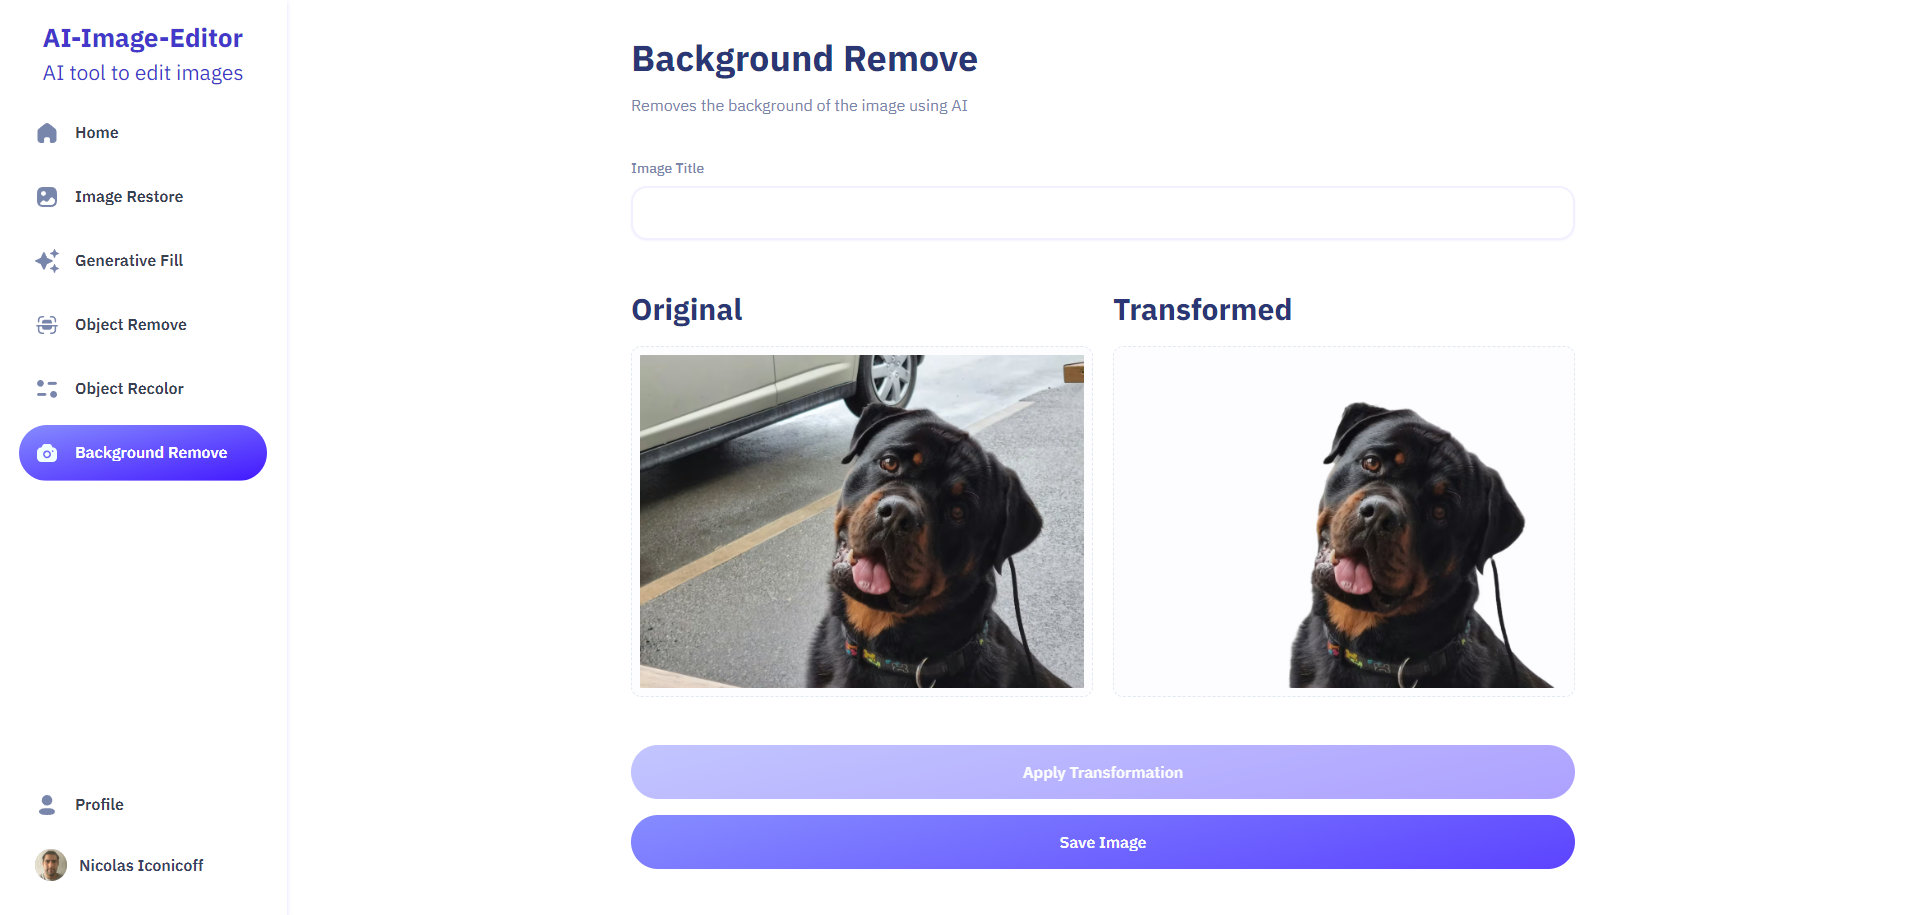 AI-Image-Editor
AI tool to edit images
Home
Image Restore
Generative Fill
Object Remove
Object Recolor
Background Remove
Profile
Nicolas Iconicoff
Background Remove
Removes the background of the image using AI
Image Title
Original
Transformed
Apply Transformation
Save Image